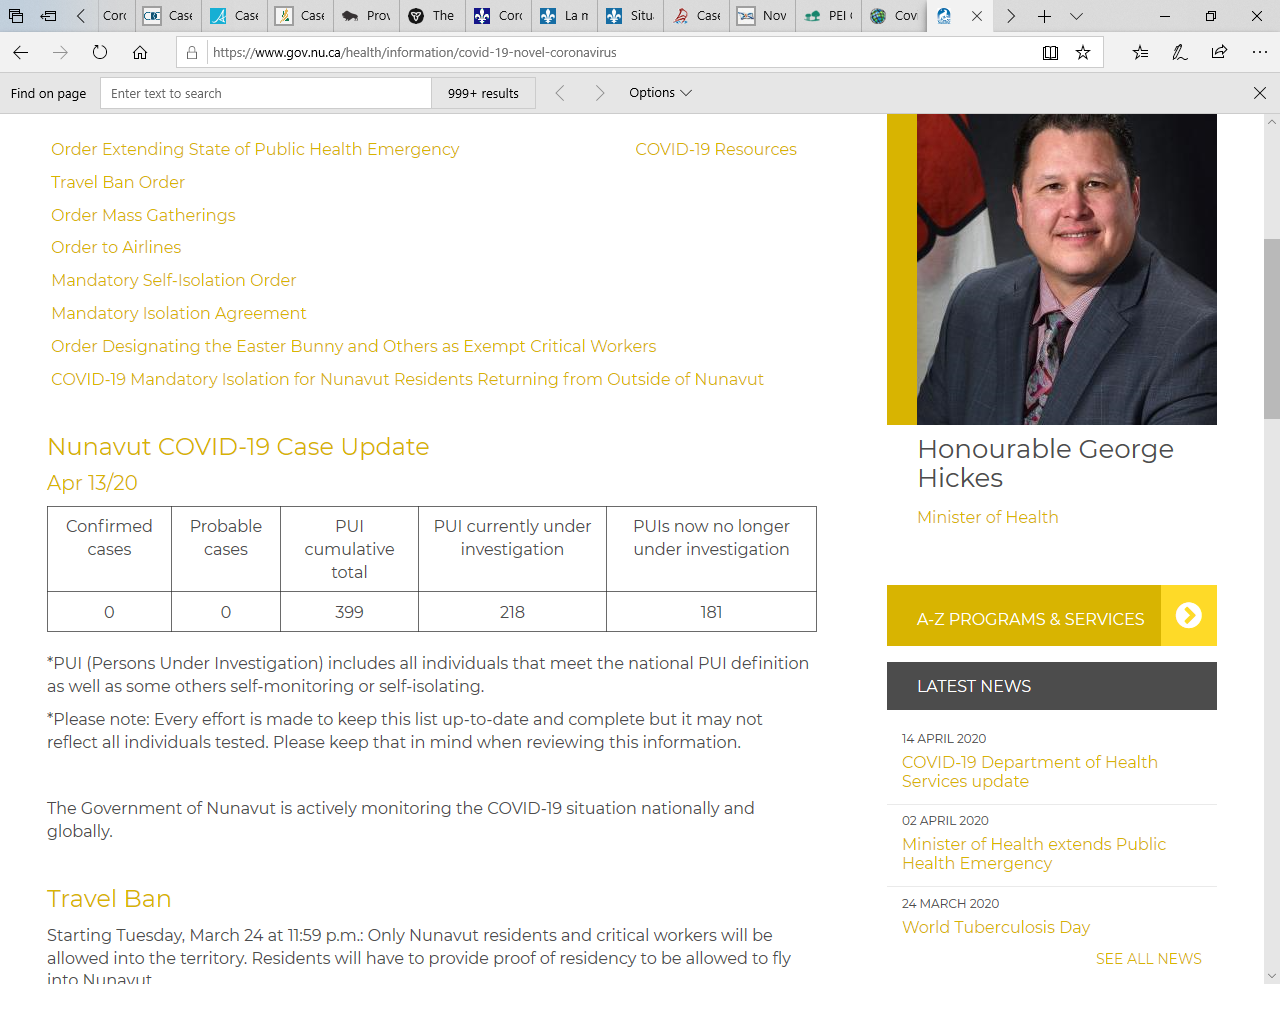 Corc
Case
Case
Case
Prov
The
Corc
La m
Situa
Case
Nov
PEI C
Covi
https://www.gov.nu.ca/health/information/covid-19-novel-coronavirus
Find on page
Enter text to search
999+ results
Options
Order Extending State of Public Health Emergency
COVID-19 Resources
Travel Ban Order
Order Mass Gatherings
Order to Airlines
Mandatory Self-Isolation Order
Mandatory Isolation Agreement
Order Designating the Easter Bunny and Others as Exempt Critical Workers
COVID-19 Mandatory Isolation for Nunavut Residents Returning from Outside of Nunavut
Nunavut COVID-19 Case Update
Apr 13/20
Confirmed
cases
Probable
cases
PUI
cumulative
total
PUI currently under
investigation
PUIs now no longer
under investigation
0
0
399
218
181
*PUI (Persons Under Investigation) includes all individuals that meet the national PUI definition
as well as some others self-monitoring or self-isolating.
*Please note: Every effort is made to keep this list up-to-date and complete but it may not
reflect all individuals tested. Please keep that in mind when reviewing this information.
The Government of Nunavut is actively monitoring the COVID-19 situation nationally and
globally.
Travel Ban
Starting Tuesday, March 24 at 11:59 p.m.: Only Nunavut residents and critical workers will be
allowed into the territory. Residents will have to provide proof of residency to be allowed to fly
into Nunavut
Honourable George
Hickes
Minister of Health
A-Z PROGRAMS & SERVICES
LATEST NEWS
14 APRIL 2020
COVID-19 Department of Health
Services update
02 APRIL 2020
Minister of Health extends Public
Health Emergency
24 MARCH 2020
World Tuberculosis Day
SEE ALL NEWS